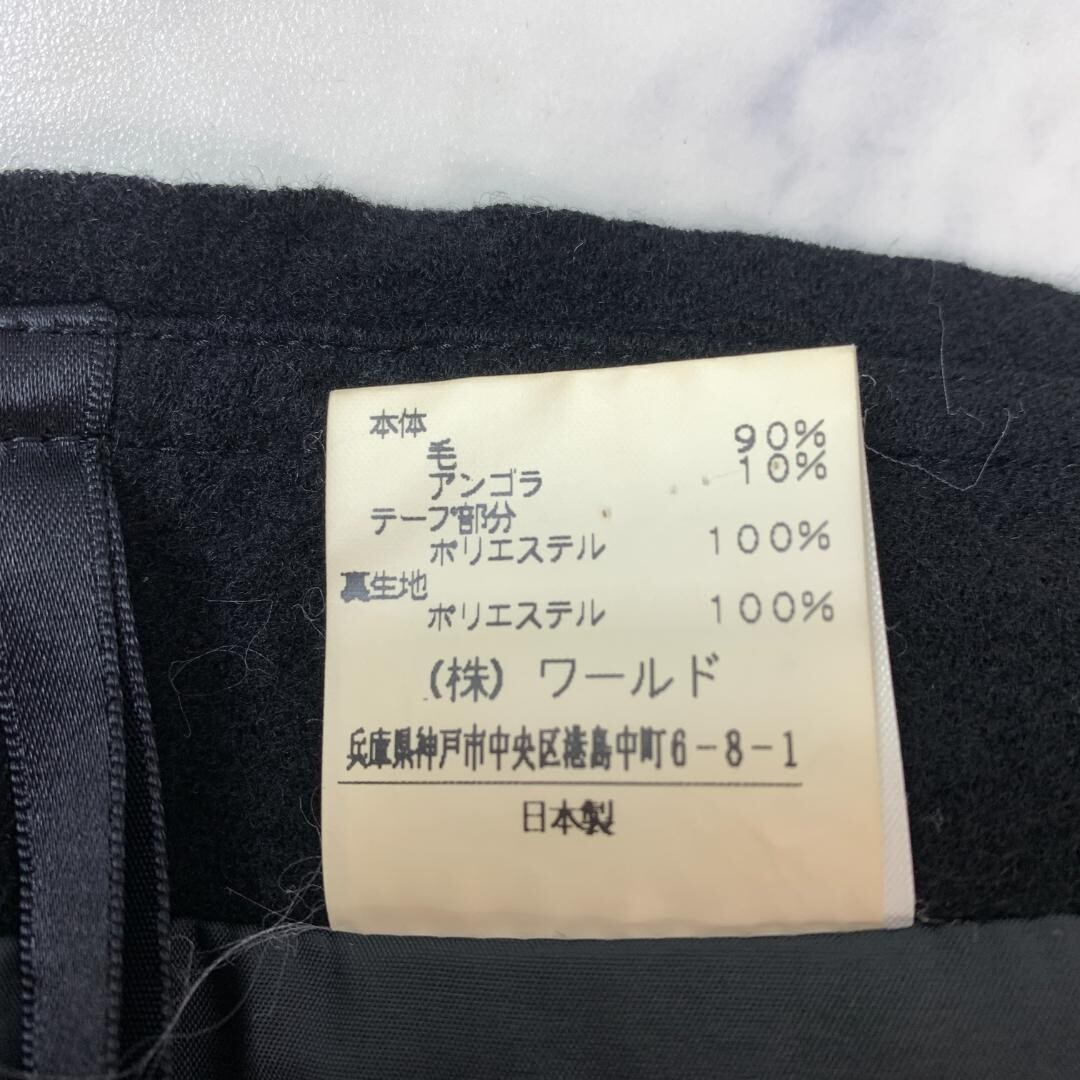 本体
毛 90%
アンゴラ 10%
テープ部分
ポリエステル 100%
裏生地
ポリエステル 100%
(株) ワールド
兵庫県神戸市中央区港島中町6-8-1
日本製